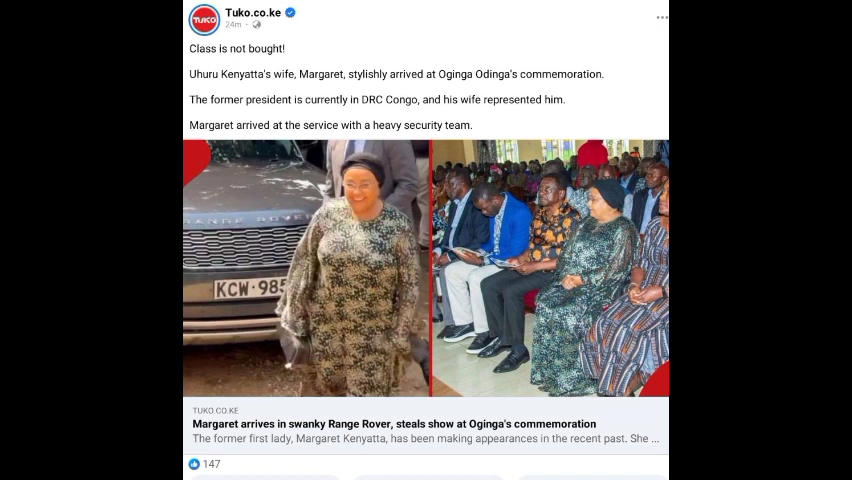 TUKO
Tuko.co.ke
24m
Class is not bought!
Uhuru Kenyatta's wife, Margaret, stylishly arrived at Oginga Odinga's commemoration.
The former president is currently in DRC Congo, and his wife represented him.
Margaret arrived at the service with a heavy security team.
RANGE ROVER
KCW 985
TUKO.CO.KE
Margaret arrives in swanky Range Rover, steals show at Oginga's commemoration
The former first lady, Margaret Kenyatta, has been making appearances in the recent past. She ...
147